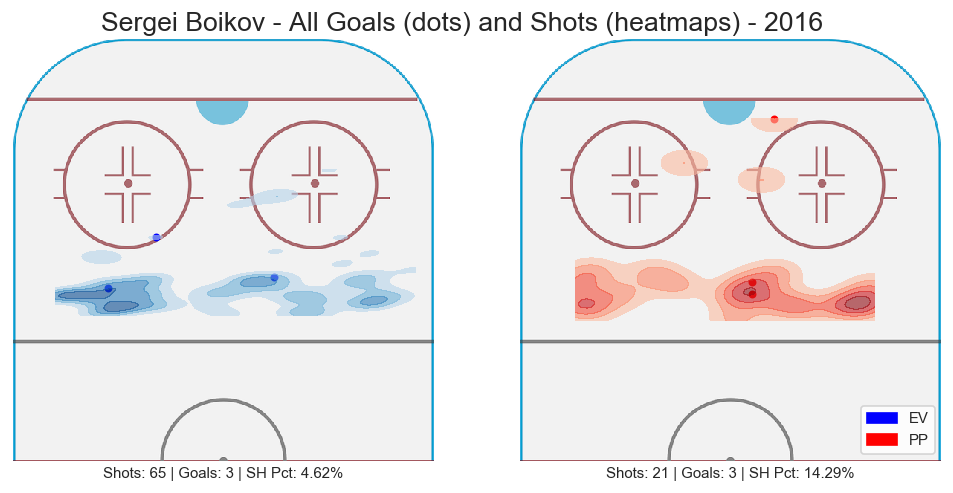 Sergei Boikov - All Goals (dots) and Shots (heatmaps) - 2016
EV
PP
Shots: 65 | Goals: 3 | SH Pct: 4.62%
Shots: 21 | Goals: 3 | SH Pct: 14.29%